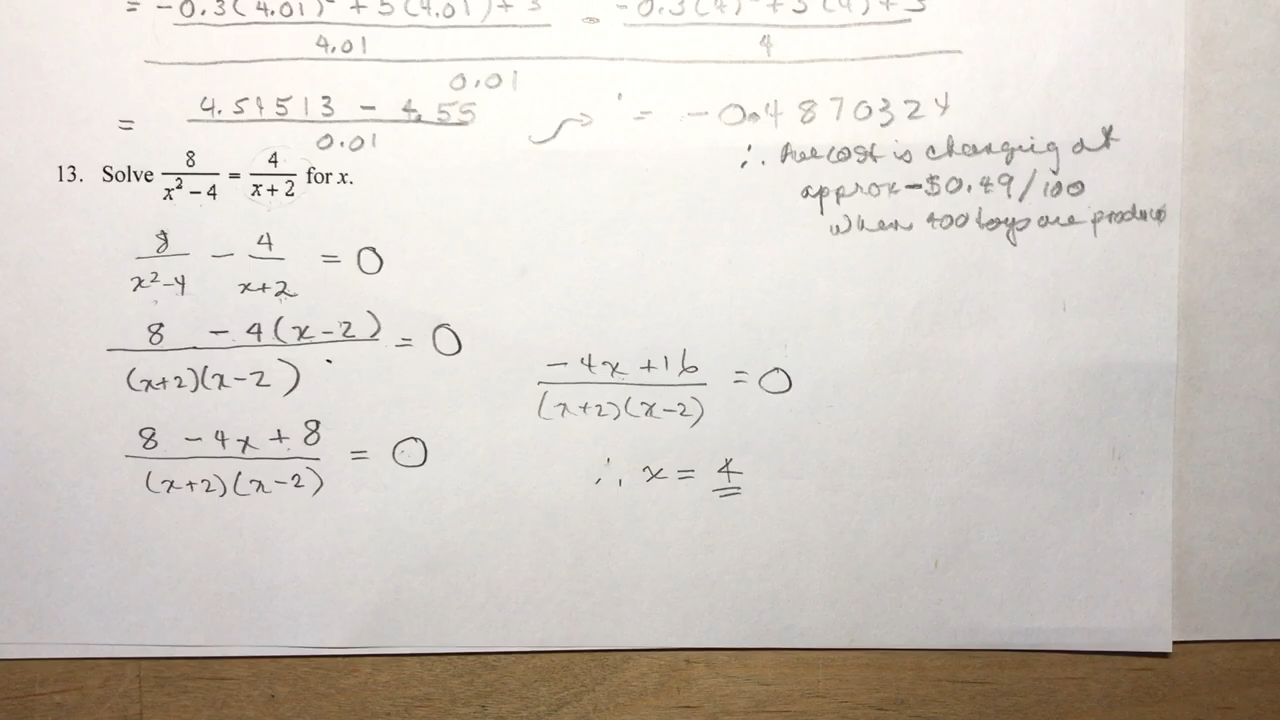 = -0.3(4.01)² + 5(4.01) + 3 - -0.3(4)² + 5(4) + 3
4.01 4
0.01
= 4.54513 - 4.55 / 0.01 → = -0.4870324
∴ Ave cost is changing at
approx -$0.49/100
when 400 toys are produced
13. Solve 8/(x² - 4) = 4/(x + 2) for x.
8/(x²-4) - 4/(x+2) = 0
(8 - 4(x-2))/((x+2)(x-2)) = 0
(8 - 4x + 8)/((x+2)(x-2)) = 0
(-4x + 16)/((x+2)(x-2)) = 0
∴ x = 4